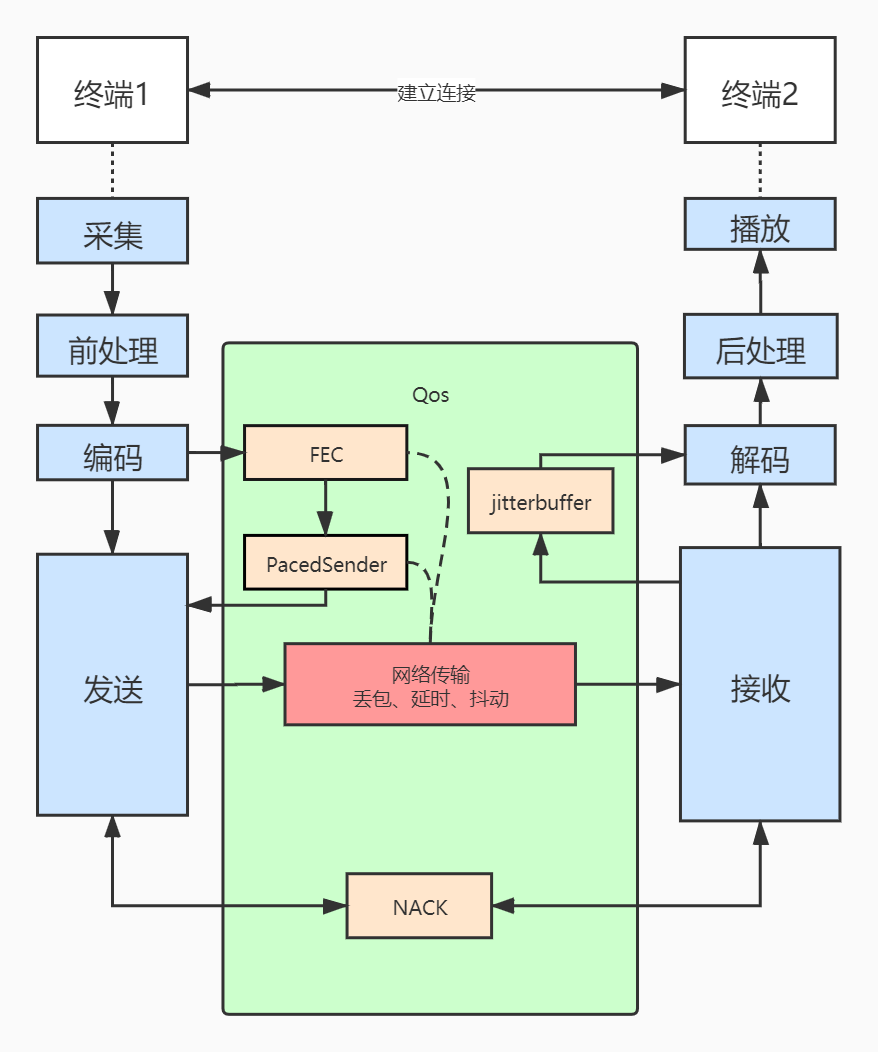 终端1
建立连接
终端2
采集
播放
前处理
后处理
Qos
编码
FEC
解码
jitterbuffer
PacedSender
发送
网络传输
丢包、延时、抖动
接收
NACK